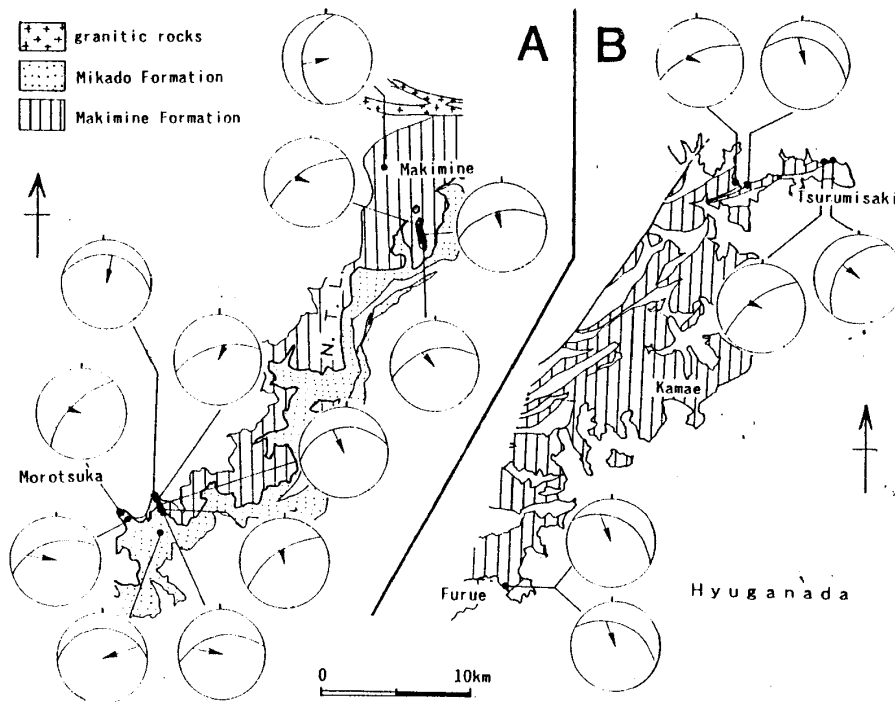 granitic rocks
Mikado Formation
Makimine Formation
A
B
Makimine
Tsurumisaki
N. T. L.
Kamae
Morotsuka
Furue
Hyuganada
0 10km